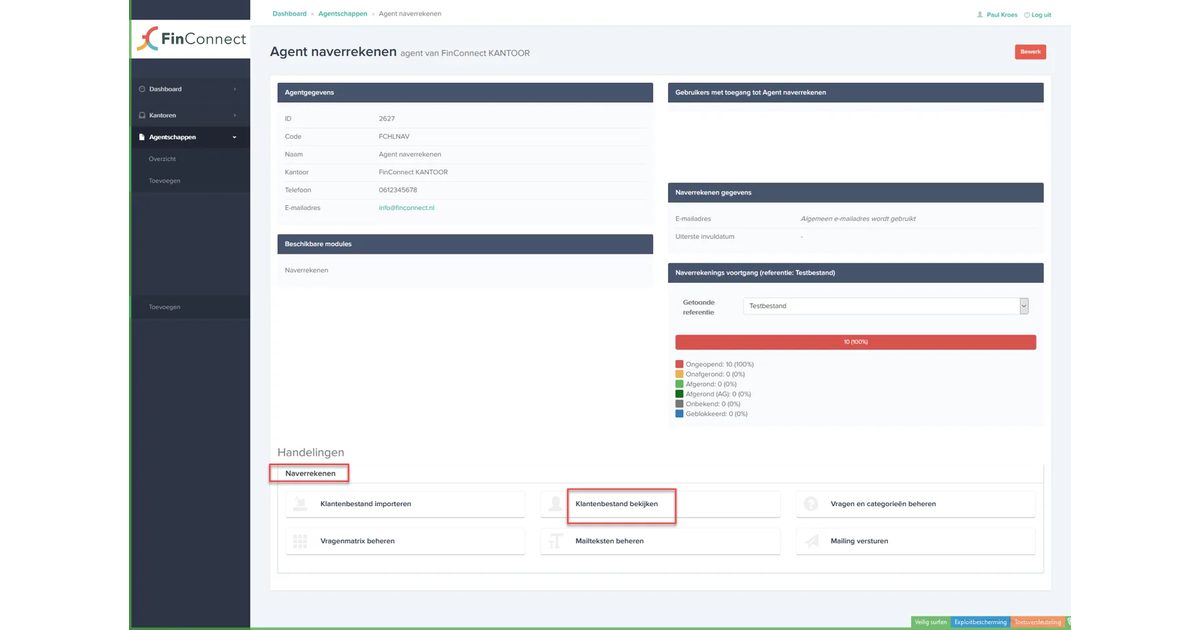 Dashboard » Agentschappen » Agent naverrekenen
Paul Kroes Log uit
FinConnect
Agent naverrekenen agent van FinConnect KANTOOR
Bewerk
Dashboard
Kantoren
Agentschappen
Overzicht
Toevoegen
Toevoegen
Agentgegevens
ID 2627
Code FCHLNAV
Naam Agent naverrekenen
Kantoor FinConnect KANTOOR
Telefoon 0612345678
E-mailadres info@finconnect.nl
Beschikbare modules
Naverrekenen
Gebruikers met toegang tot Agent naverrekenen
Naverrekenen gegevens
E-mailadres Algemeen e-mailadres wordt gebruikt
Uiterste invuldatum -
Naverrekenings voortgang (referentie: Testbestand)
Getoonde
referentie
Testbestand
10 (100%)
Ongeopend: 10 (100%)
Onafgerond: 0 (0%)
Afgerond: 0 (0%)
Afgerond (AG): 0 (0%)
Onbekend: 0 (0%)
Geblokkeerd: 0 (0%)
Handelingen
Naverrekenen
Klantenbestand importeren
Klantenbestand bekijken
Vragen en categorieën beheren
Vragenmatrix beheren
Mailteksten beheren
Mailing versturen
Veilig surfen Exploitbescherming Toetsversleuteling